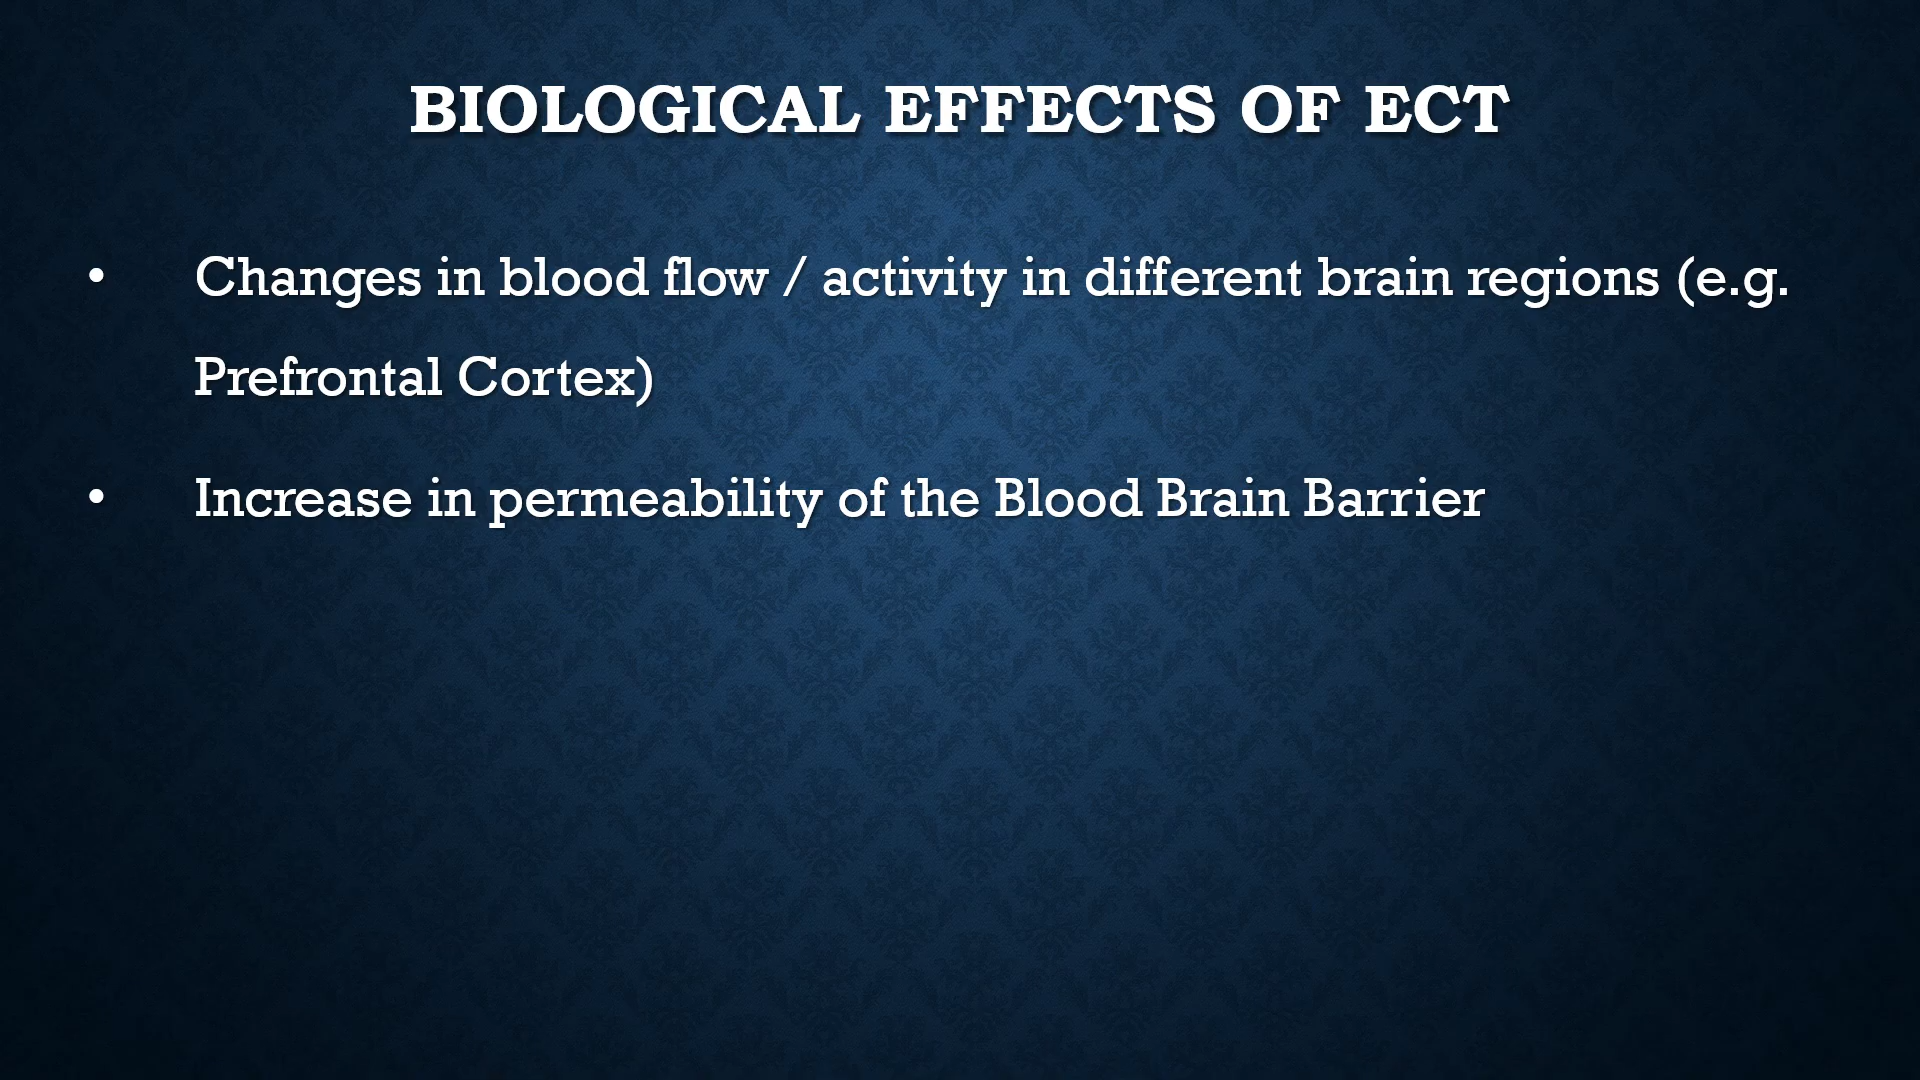 BIOLOGICAL EFFECTS OF ECT
• Changes in blood flow / activity in different brain regions (e.g.
Prefrontal Cortex)
• Increase in permeability of the Blood Brain Barrier